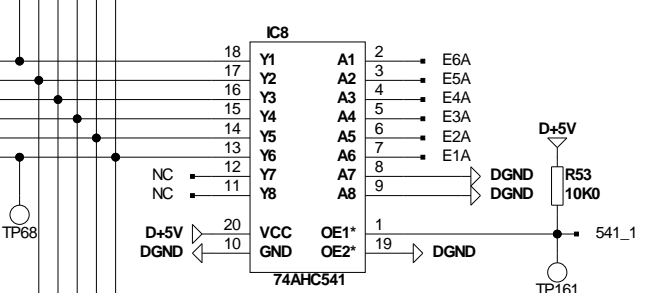 IC8
18 Y1 A1 2 E6A
17 Y2 A2 3 E5A
16 Y3 A3 4 E4A
15 Y4 A4 5 E3A
14 Y5 A5 6 E2A
13 Y6 A6 7 E1A
NC 12 Y7 A7 8 DGND
NC 11 Y8 A8 9 DGND
D+5V
R53
10K0
TP68
D+5V 20 VCC OE1* 1 541_1
DGND 10 GND OE2* 19 DGND
74AHC541
TP161